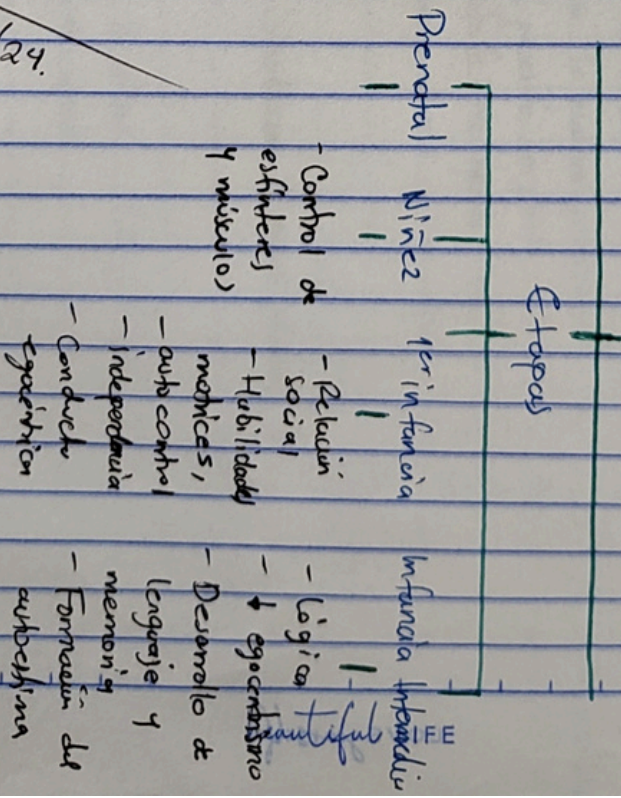 /24.
Etapas
Prenatal
Niñez
- Control de
esfínteres
y músculos
1er infancia
- Relación
social
- Habilidades
motrices,
- autocontrol
- independencia
- Conducta
egocéntrica
Infancia Intermedia
- Lógica
- ↓ egocentrismo
- Desarrollo de
lenguaje y
memoria
- Formación del
autoestima
beautiful LIFE